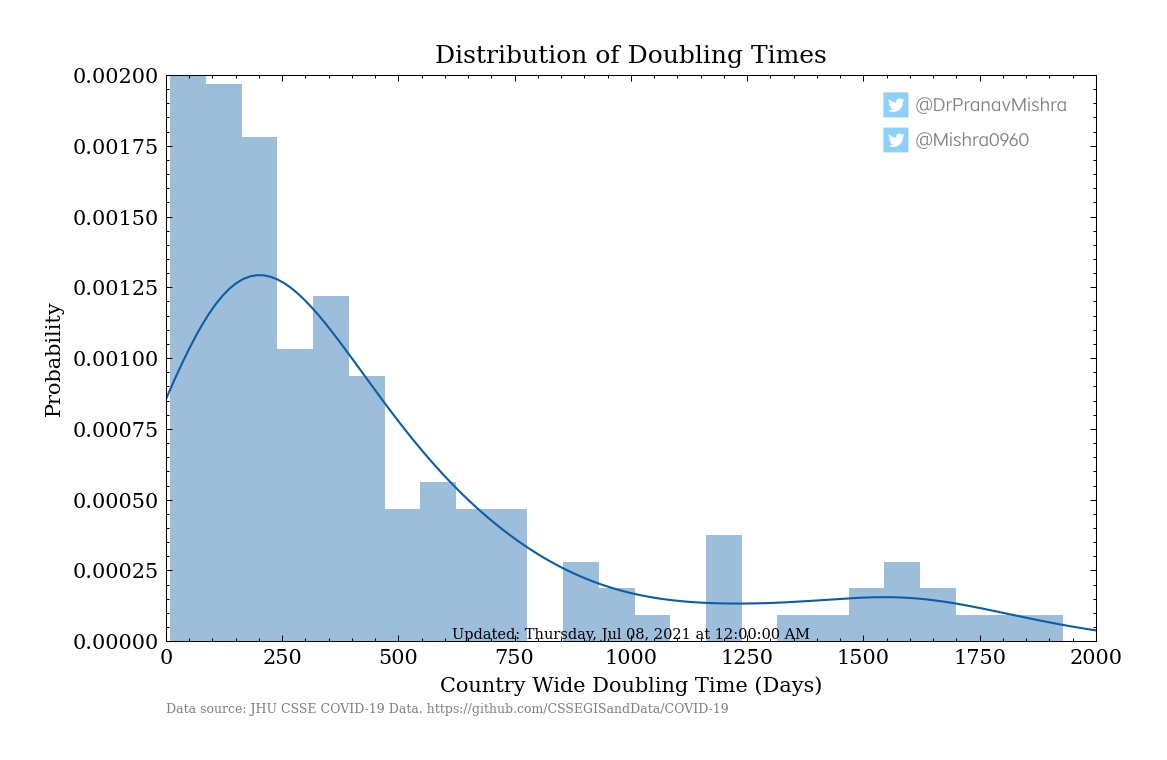 Distribution of Doubling Times
@DrPranavMishra
@Mishra0960
0.00200
0.00175
0.00150
0.00125
0.00100
0.00075
0.00050
0.00025
0.00000
Probability
Updated: Thursday, Jul 08, 2021 at 12:00:00 AM
0 250 500 750 1000 1250 1500 1750 2000
Country Wide Doubling Time (Days)
Data source: JHU CSSE COVID-19 Data. https://github.com/CSSEGISandData/COVID-19